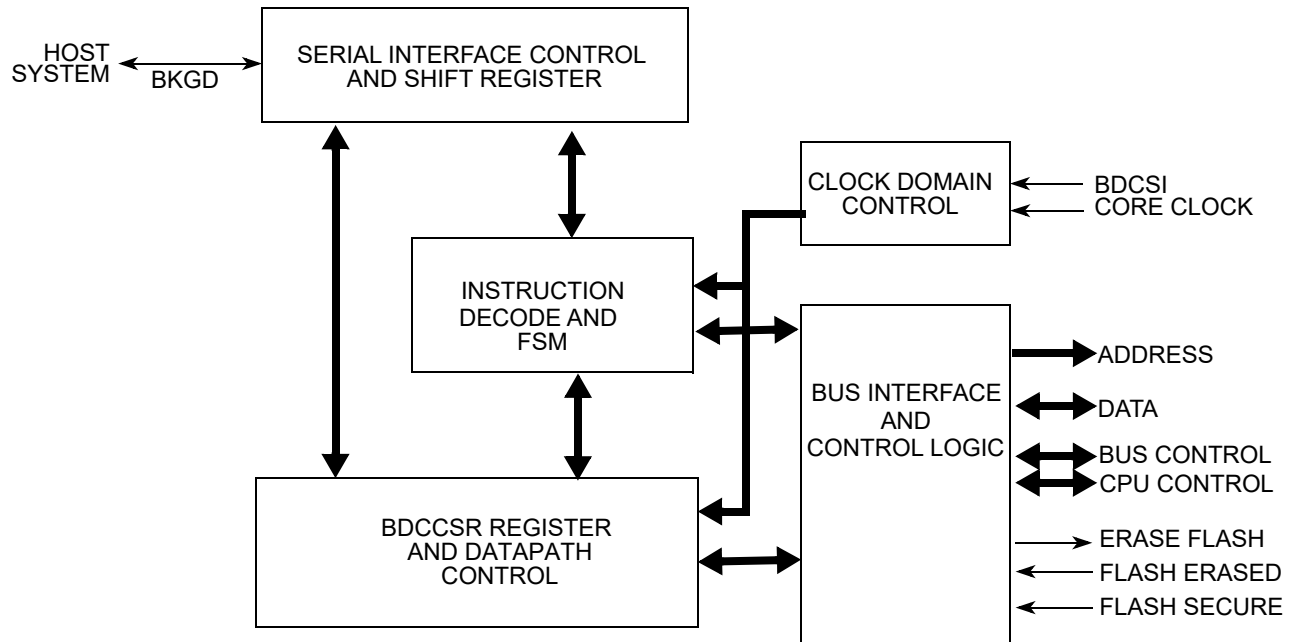 HOST
SYSTEM
BKGD
SERIAL INTERFACE CONTROL
AND SHIFT REGISTER
CLOCK DOMAIN
CONTROL
BDCSI
CORE CLOCK
INSTRUCTION
DECODE AND
FSM
BUS INTERFACE
AND
CONTROL LOGIC
ADDRESS
DATA
BUS CONTROL
CPU CONTROL
ERASE FLASH
FLASH ERASED
FLASH SECURE
BDCCSR REGISTER
AND DATAPATH
CONTROL